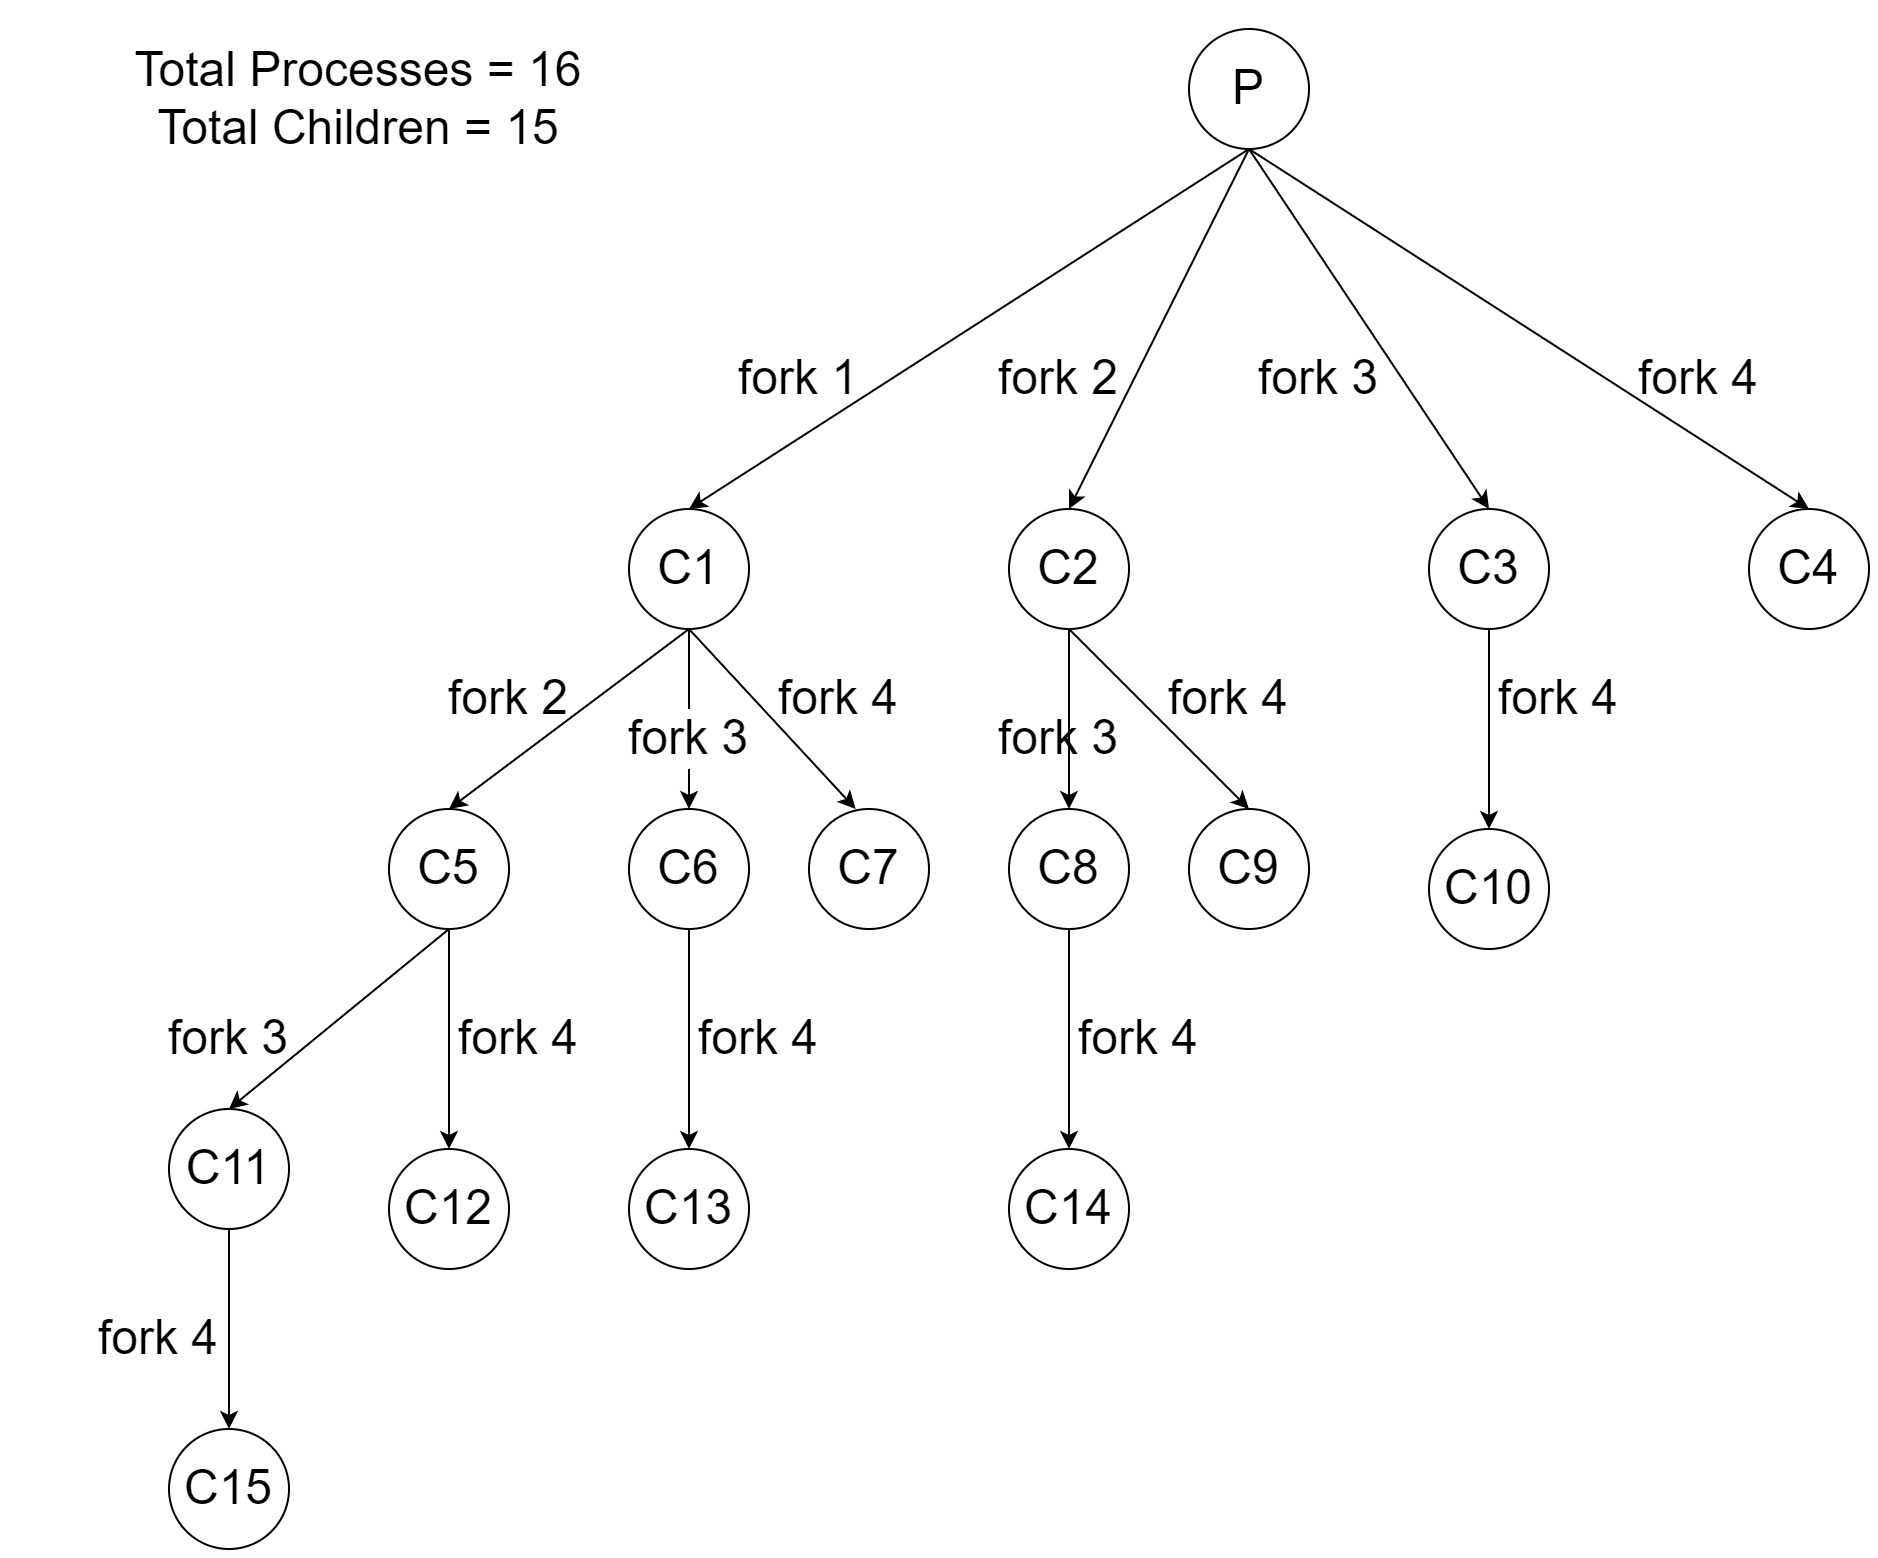 Total Processes = 16
Total Children = 15
P
fork 1
fork 2
fork 3
fork 4
C1
C2
C3
C4
fork 2
fork 3
fork 4
fork 3
fork 4
fork 4
C5
C6
C7
C8
C9
C10
fork 3
fork 4
fork 4
fork 4
C11
C12
C13
C14
fork 4
C15